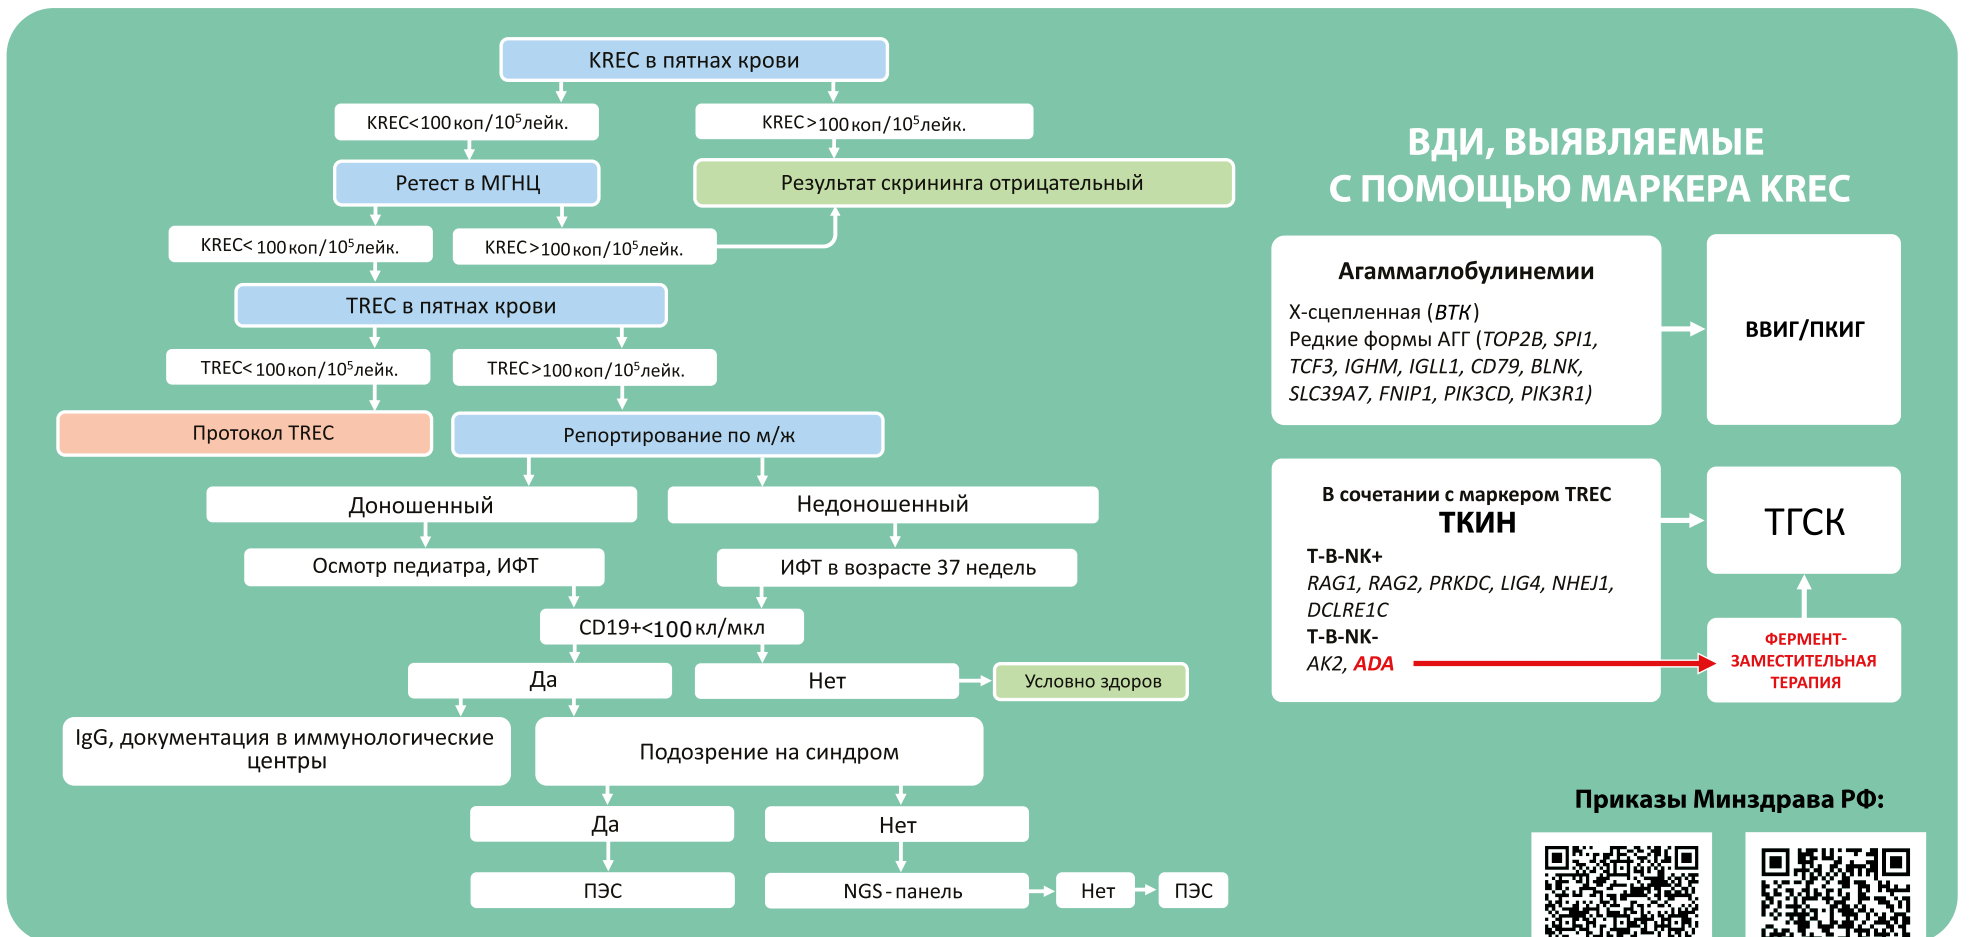 KREC в пятнах крови
KREC<100 коп/10⁵лейк.
KREC>100 коп/10⁵лейк.
Ретест в МГНЦ
Результат скрининга отрицательный
KREC< 100 коп/10⁵лейк.
KREC>100 коп/10⁵лейк.
TREC в пятнах крови
TREC<100 коп/10⁵лейк.
TREC>100 коп/10⁵лейк.
Протокол TREC
Репортирование по м/ж
Доношенный
Недоношенный
Осмотр педиатра, ИФТ
ИФТ в возрасте 37 недель
CD19+<100 кл/мкл
Да
Нет
Условно здоров
IgG, документация в иммунологические
центры
Подозрение на синдром
Да
Нет
ПЭС
NGS-панель
Нет
ПЭС
ВДИ, ВЫЯВЛЯЕМЫЕ
С ПОМОЩЬЮ МАРКЕРА KREC
Агаммаглобулинемии
Х-сцепленная (BTK)
Редкие формы АГГ (TOP2B, SPI1,
TCF3, IGHM, IGLL1, CD79, BLNK,
SLC39A7, FNIP1, PIK3CD, PIK3R1)
ВВИГ/ПКИГ
В сочетании с маркером TREC
ТКИН
T-B-NK+
RAG1, RAG2, PRKDC, LIG4, NHEJ1,
DCLRE1C
T-B-NK-
AK2, ADA
ТГСК
ФЕРМЕНТ-
ЗАМЕСТИТЕЛЬНАЯ
ТЕРАПИЯ
Приказы Минздрава РФ: